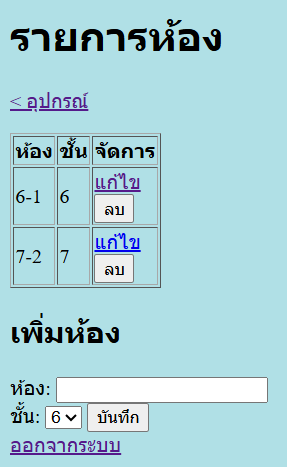 รายการห้อง
< อุปกรณ์
ห้อง ชั้น จัดการ
6-1 6 แก้ไข
ลบ
7-2 7 แก้ไข
ลบ
เพิ่มห้อง
ห้อง:
ชั้น: 6 บันทึก
ออกจากระบบ